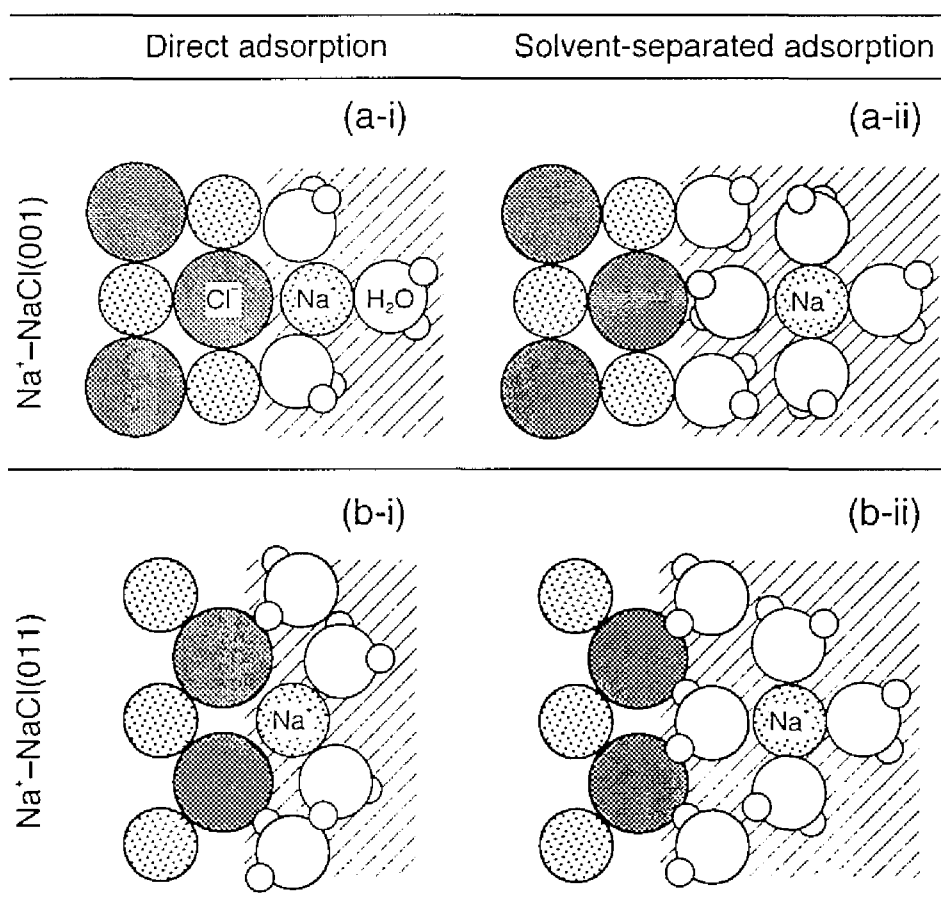 Direct adsorption
Solvent-separated adsorption
Na⁺–NaCl(001)
(a-i)
Cl⁻
Na
H₂O
(a-ii)
Na⁺
Na⁺–NaCl(011)
(b-i)
Na
(b-ii)
Na